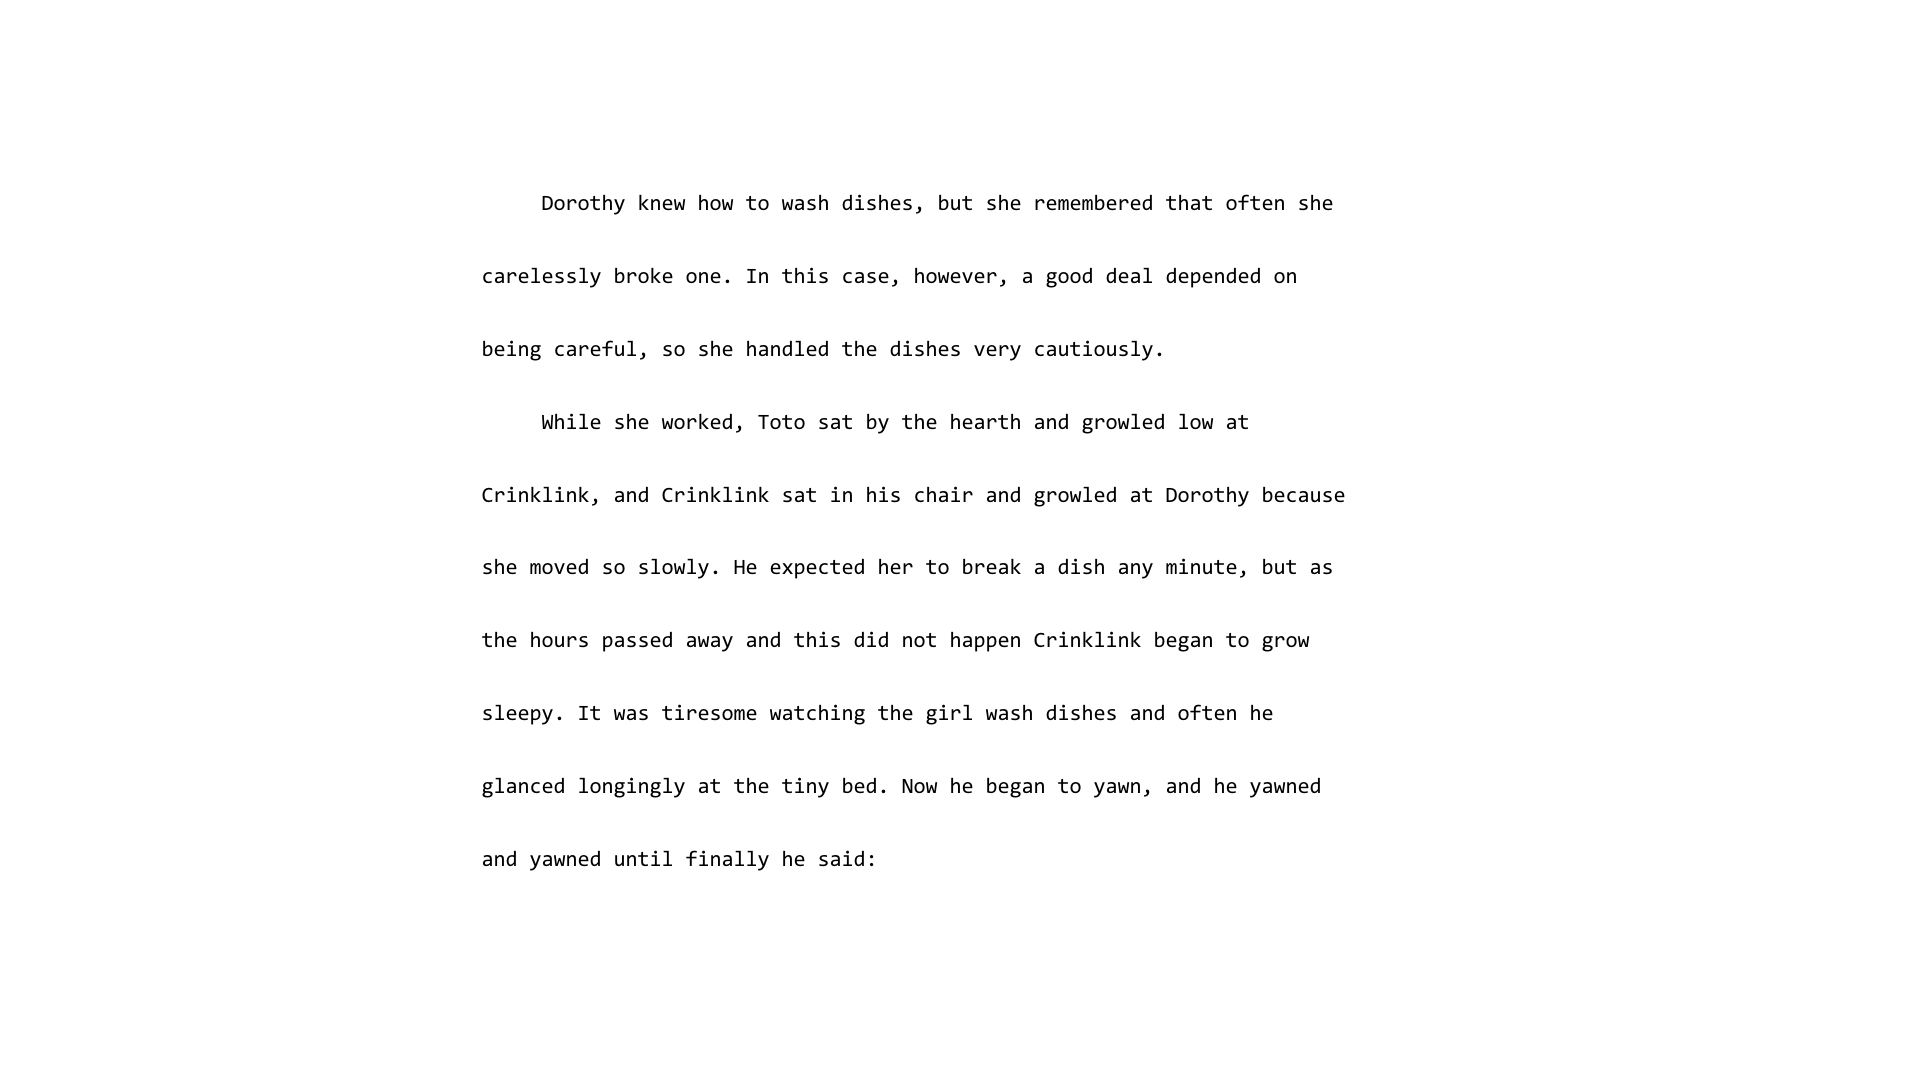 Dorothy knew how to wash dishes, but she remembered that often she
carelessly broke one. In this case, however, a good deal depended on
being careful, so she handled the dishes very cautiously.
While she worked, Toto sat by the hearth and growled low at
Crinklink, and Crinklink sat in his chair and growled at Dorothy because
she moved so slowly. He expected her to break a dish any minute, but as
the hours passed away and this did not happen Crinklink began to grow
sleepy. It was tiresome watching the girl wash dishes and often he
glanced longingly at the tiny bed. Now he began to yawn, and he yawned
and yawned until finally he said: